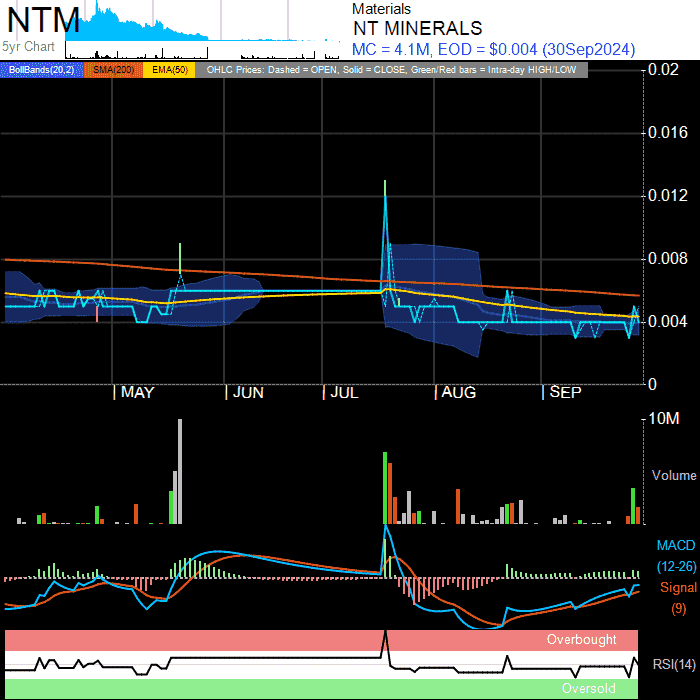 NTM
5yr Chart
Materials
NT MINERALS
MC = 4.1M, EOD = $0.004 (30Sep2024)
BollBands(20,2) SMA(200) EMA(50) OHLC Prices: Dashed = OPEN, Solid = CLOSE, Green/Red bars = Intra-day HIGH/LOW
0.02
0.016
0.012
0.008
0.004
0
MAY JUN JUL AUG SEP
10M
Volume
MACD
(12-26)
Signal
(9)
Overbought
RSI(14)
Oversold